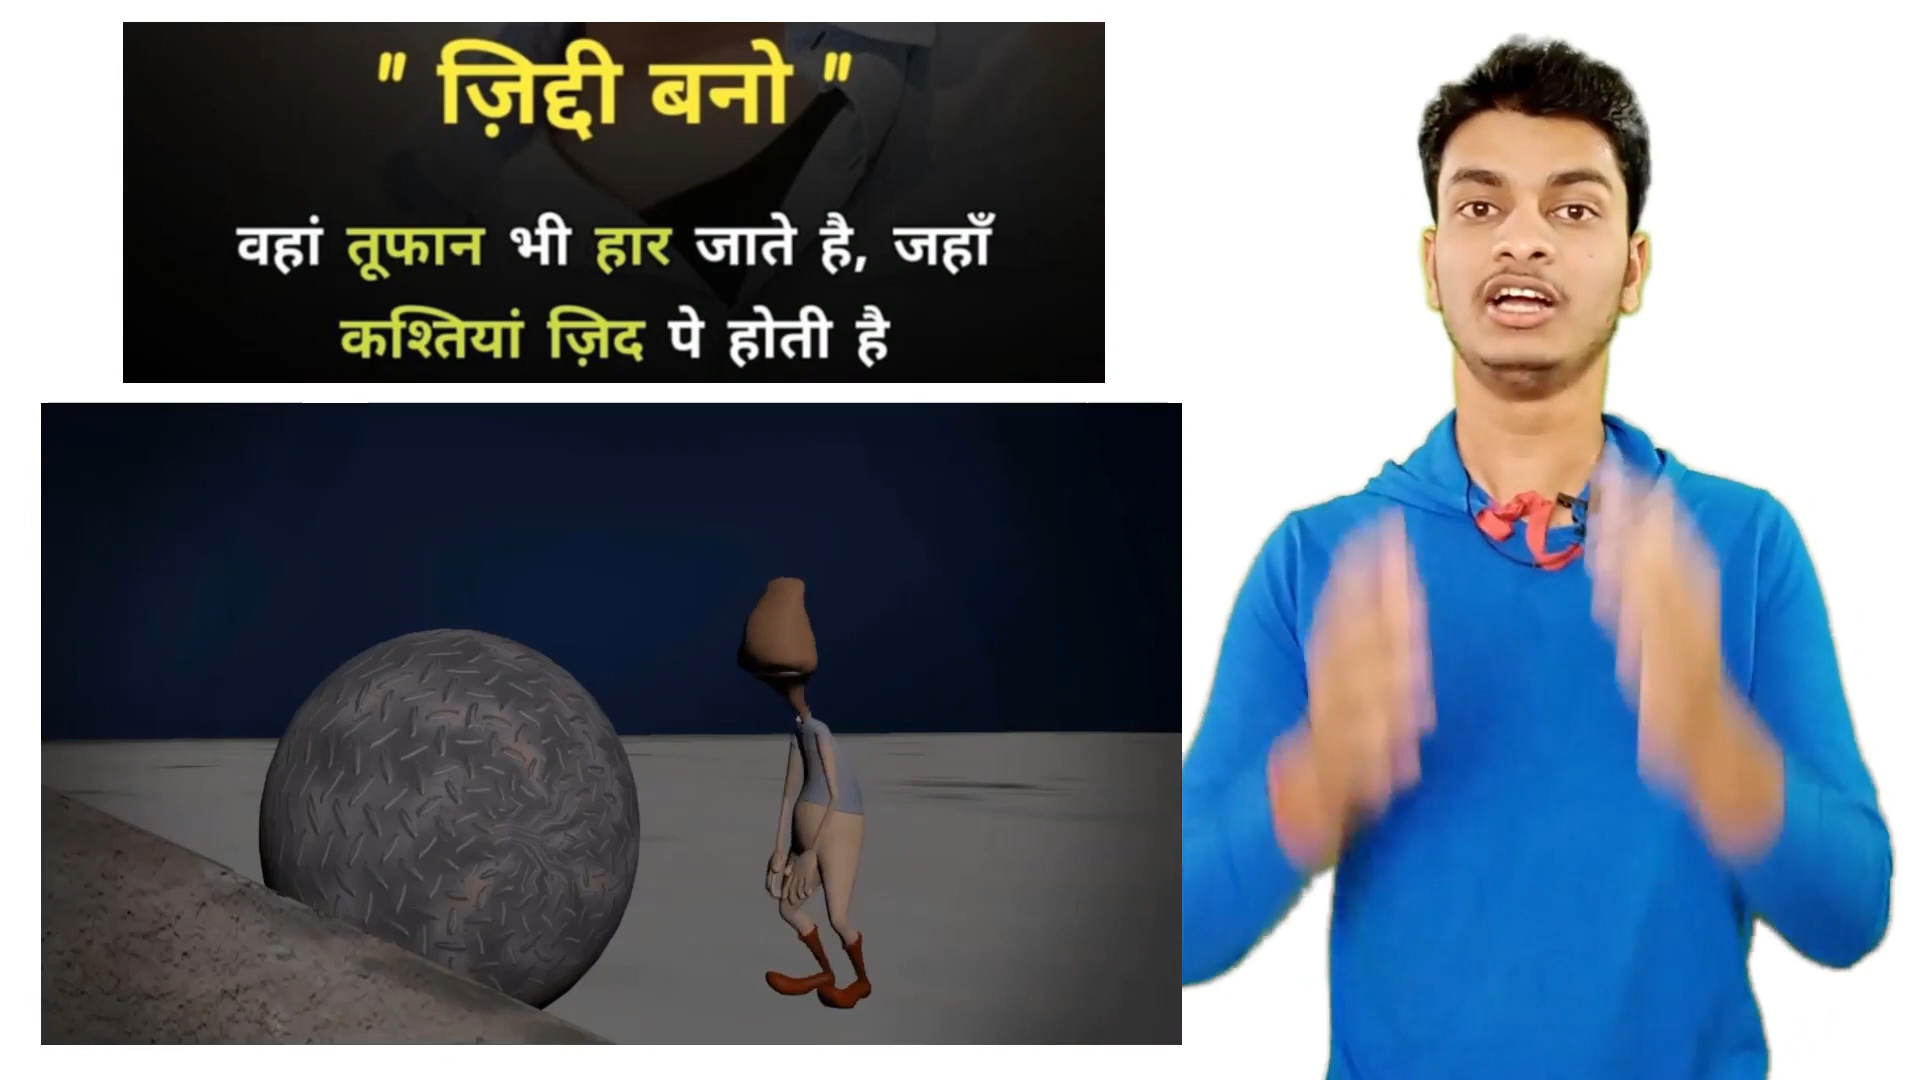 " ज़िद्दी बनो "
वहां तूफान भी हार जाते है, जहाँ
कश्तियां ज़िद पे होती है